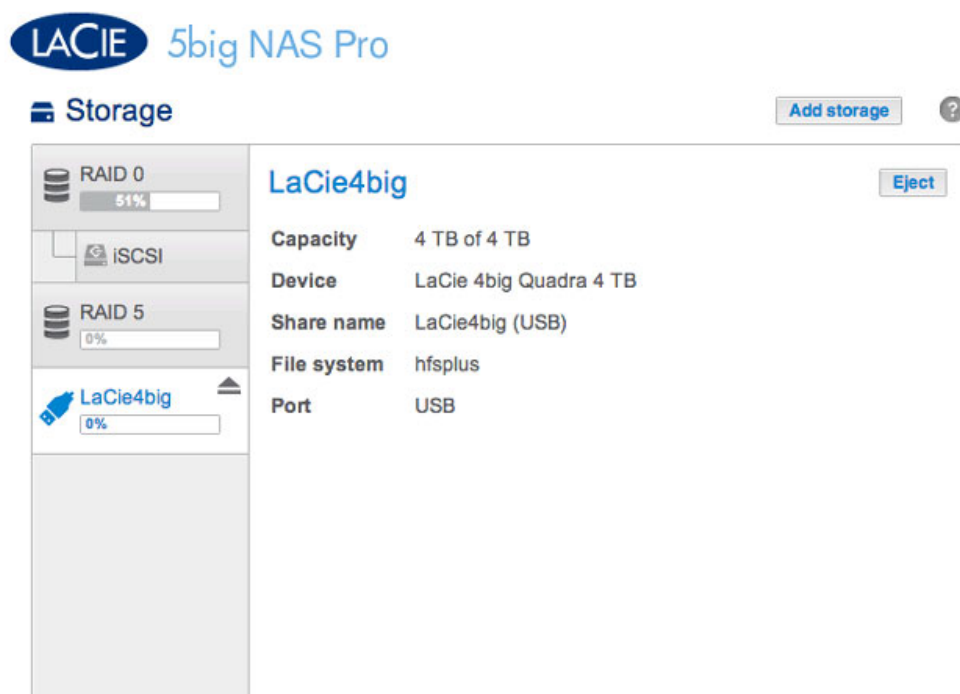 LACIE 5big NAS Pro
Storage
Add storage
?
RAID 0
51%
iSCSI
RAID 5
0%
LaCie4big
0%
LaCie4big
Eject
Capacity 4 TB of 4 TB
Device LaCie 4big Quadra 4 TB
Share name LaCie4big (USB)
File system hfsplus
Port USB